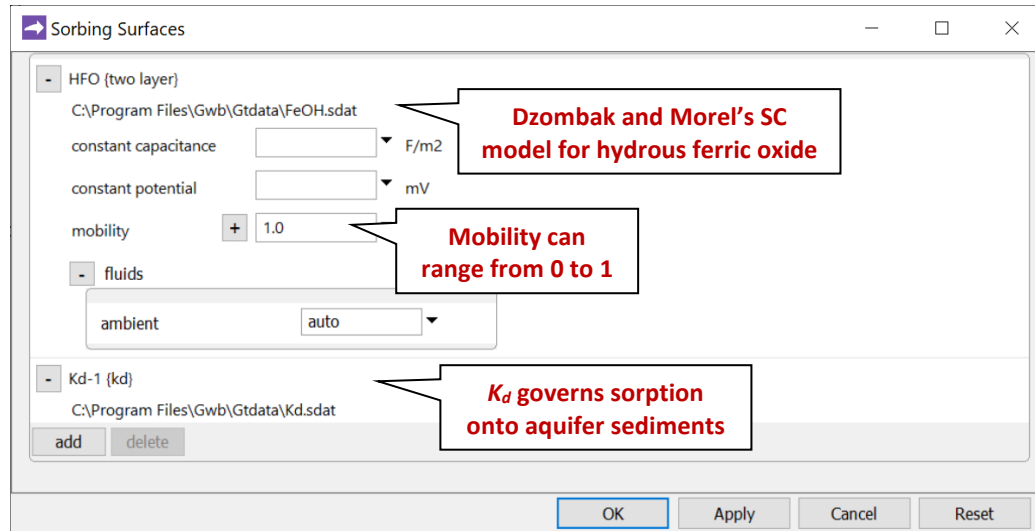 Sorbing Surfaces
- HFO {two layer}
C:\Program Files\Gwb\Gtdata\FeOH.sdat
Dzombak and Morel's SC
model for hydrous ferric oxide
constant capacitance F/m2
constant potential mV
mobility + 1.0
Mobility can
range from 0 to 1
- fluids
ambient auto
- Kd-1 {kd}
C:\Program Files\Gwb\Gtdata\Kd.sdat
Kd governs sorption
onto aquifer sediments
add delete
OK Apply Cancel Reset